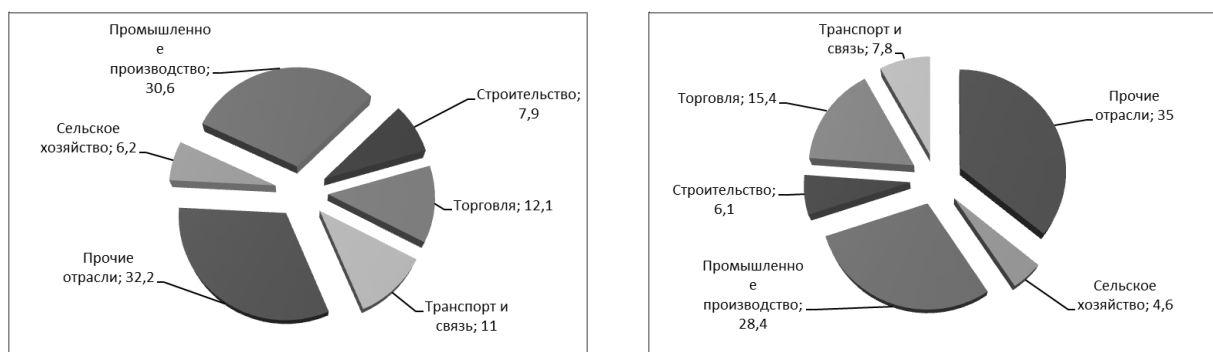 Промышленно
е
производство;
30,6
Строительство;
7,9
Сельское
хозяйство; 6,2
Торговля; 12,1
Прочие
отрасли; 32,2
Транспорт и
связь; 11
Транспорт и
связь; 7,8
Торговля; 15,4
Прочие
отрасли; 35
Строительство;
6,1
Промышленно
е
производство;
28,4
Сельское
хозяйство; 4,6